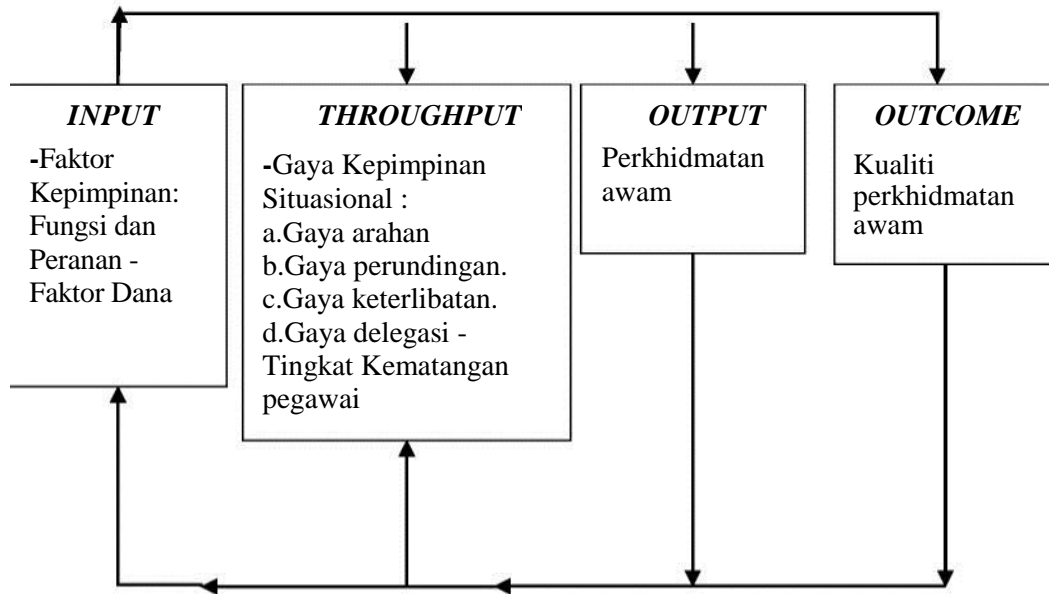 INPUT
-Faktor
Kepimpinan:
Fungsi dan
Peranan -
Faktor Dana
THROUGHPUT
-Gaya Kepimpinan
Situasional :
a.Gaya arahan
b.Gaya perundingan.
c.Gaya keterlibatan.
d.Gaya delegasi -
Tingkat Kematangan
pegawai
OUTPUT
Perkhidmatan
awam
OUTCOME
Kualiti
perkhidmatan
awam